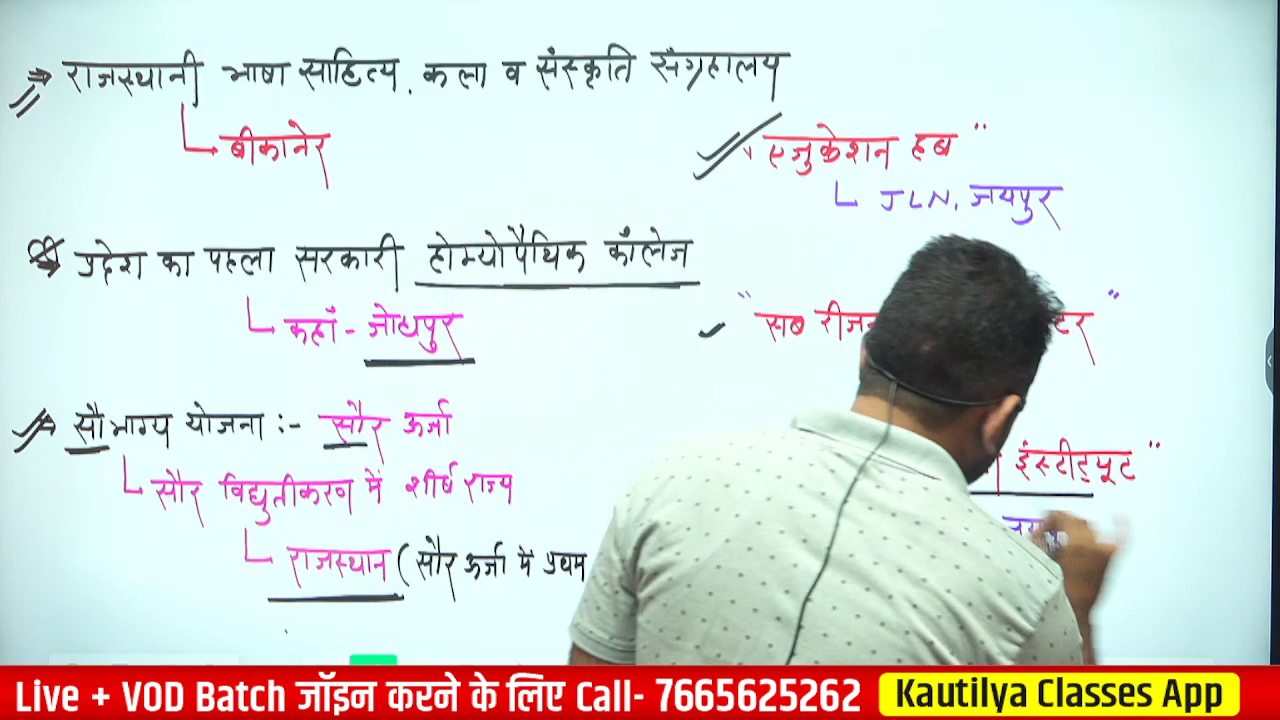 राजस्थानी भाषा साहित्य, कला व संस्कृति संग्रहालय
बीकानेर
प्रदेश का पहला सरकारी होम्योपैथिक कॉलेज
कहाँ - जोधपुर
सौभाग्य योजना :- सौर ऊर्जा
सौर विद्युतीकरण में शीर्ष राज्य
राजस्थान (सौर ऊर्जा में प्रथम
एजुकेशन हब"
JLN, जयपुर
"सब
इंस्टीट्यूट"
Live + VOD Batch जॉइन करने के लिए Call- 7665625262
Kautilya Classes App